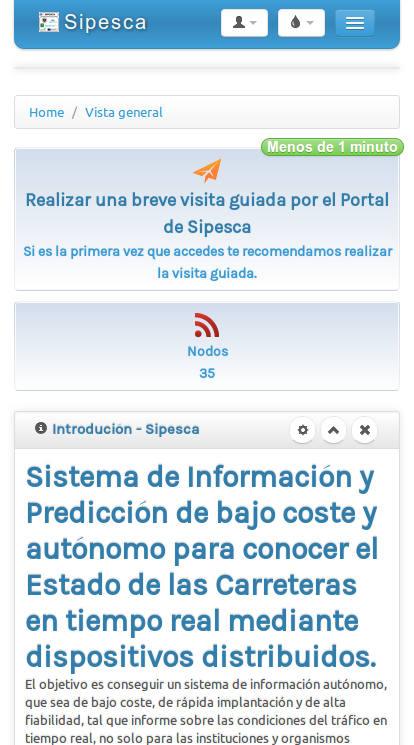 Sipesca
Home / Vista general
Menos de 1 minuto
Realizar una breve visita guiada por el Portal
de Sipesca
Si es la primera vez que accedes te recomendamos realizar
la visita guiada.
Nodos
35
Introdución - Sipesca
Sistema de Información y
Predicción de bajo coste y
autónomo para conocer el
Estado de las Carreteras
en tiempo real mediante
dispositivos distribuidos.
El objetivo es conseguir un sistema de información autónomo,
que sea de bajo coste, de rápida implantación y de alta
fiabilidad, tal que informe sobre las condiciones del tráfico en
tiempo real, no solo para las instituciones y organismos